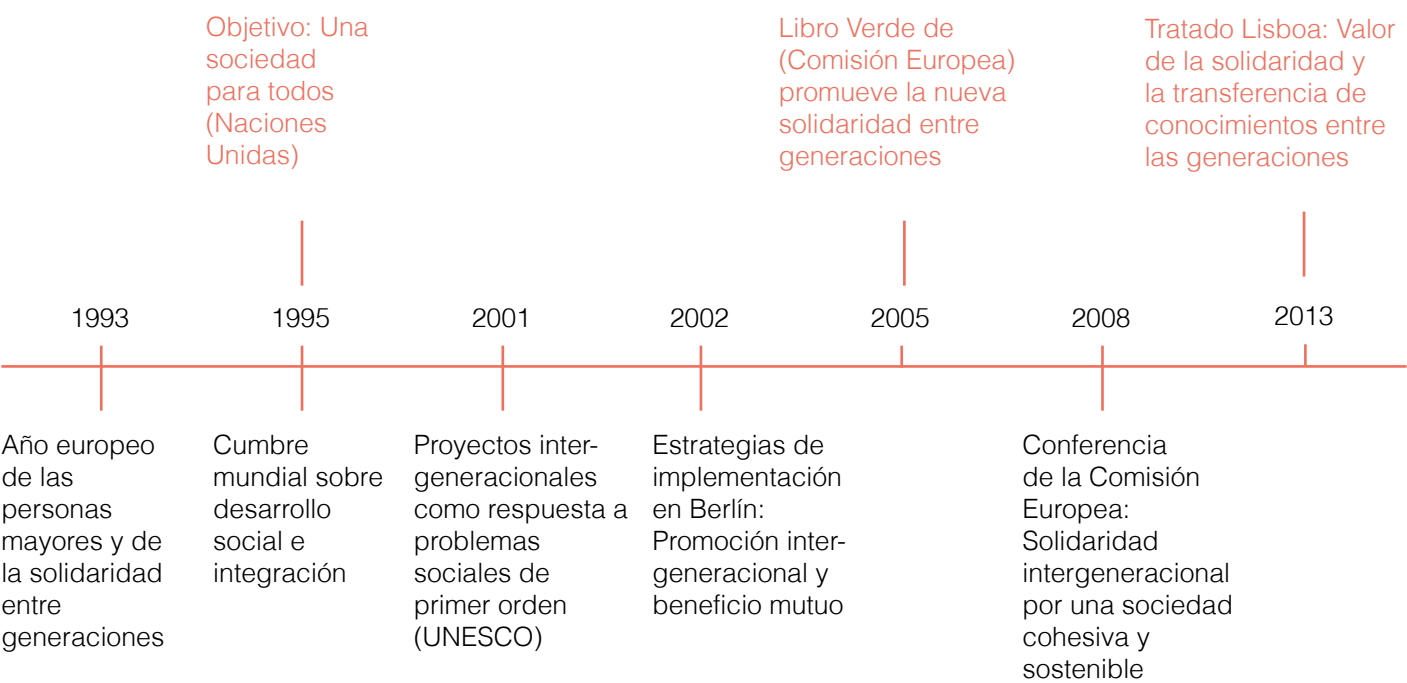 Objetivo: Una
sociedad
para todos
(Naciones
Unidas)
Libro Verde de
(Comisión Europea)
promueve la nueva
solidaridad entre
generaciones
Tratado Lisboa: Valor
de la solidaridad y
la transferencia de
conocimientos entre
las generaciones
1993
1995
2001
2002
2005
2008
2013
Año europeo
de las
personas
mayores y de
la solidaridad
entre
generaciones
Cumbre
mundial sobre
desarrollo
social e
integración
Proyectos inter-
generacionales
como respuesta a
problemas
sociales de
primer orden
(UNESCO)
Estrategias de
implementación
en Berlín:
Promoción inter-
generacional y
beneficio mutuo
Conferencia
de la Comisión
Europea:
Solidaridad
intergeneracional
por una sociedad
cohesiva y
sostenible